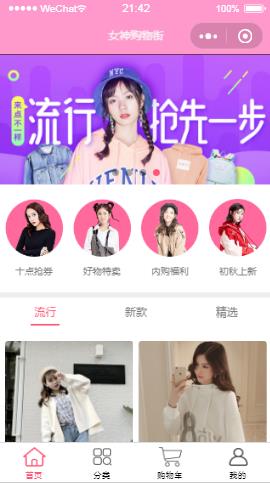 WeChat
21:42
100%
女神购物街
来点不一样
流行 抢先一步
NYC
十点抢券
好物特卖
内购福利
初秋上新
流行
新款
精选
首页
分类
购物车
我的